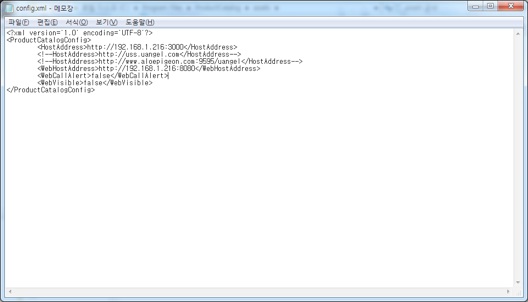 config.xml - 메모장
파일(F) 편집(E) 서식(O) 보기(V) 도움말(H)
<?xml version='1.0' encoding='UTF-8'?>
<ProductCatalogConfig>
<HostAddress>http://192.168.1.216:3000</HostAddress>
<!--HostAddress>http://uss.uangel.com</HostAddress-->
<!--HostAddress>http://www.aloepigeon.com:9595/uangel</HostAddress-->
<WebHostAddress>http://192.168.1.216:8080</WebHostAddress>
<WebCallAlert>false</WebCallAlert>
<WebVisible>false</WebVisible>
</ProductCatalogConfig>